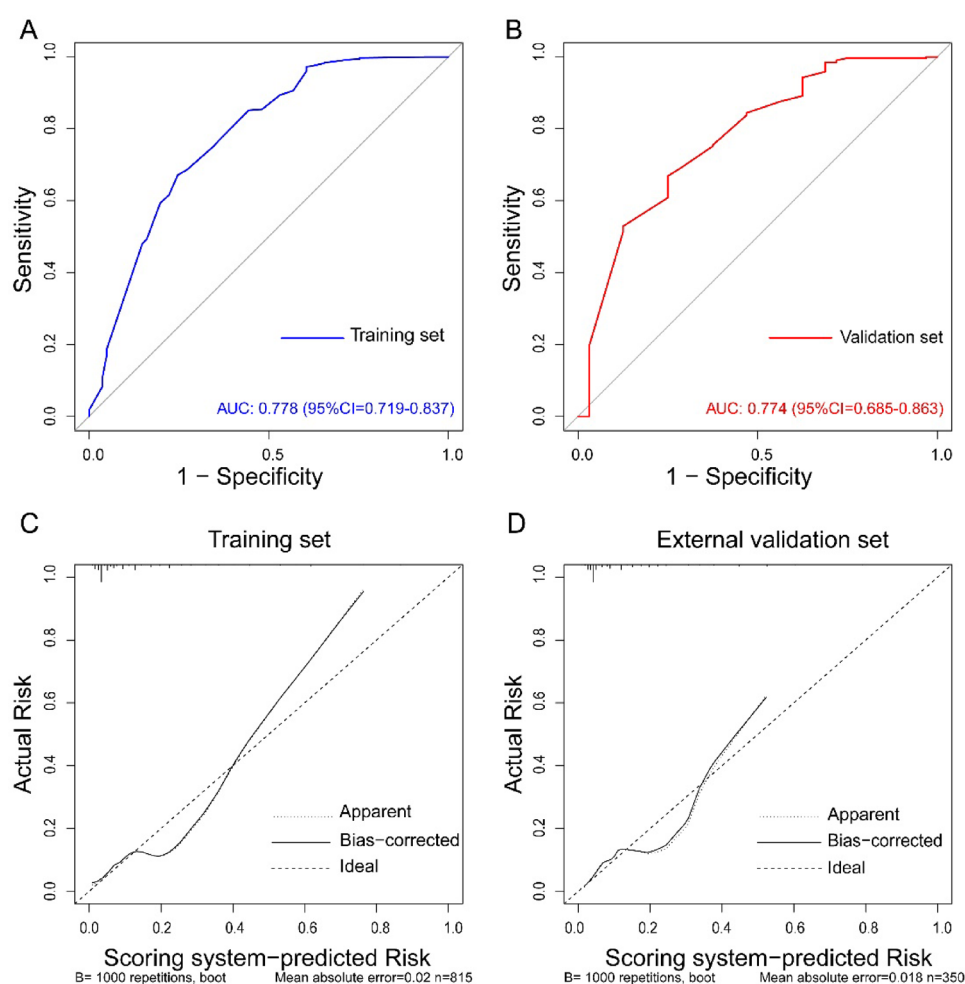 A
1.0
0.8
0.6
0.4
0.2
0.0
Sensitivity
Training set
AUC: 0.778 (95%CI=0.719-0.837)
0.0 0.5 1.0
1 − Specificity
B
1.0
0.8
0.6
0.4
0.2
0.0
Sensitivity
Validation set
AUC: 0.774 (95%CI=0.685-0.863)
0.0 0.5 1.0
1 − Specificity
C
Training set
1.0
0.8
0.6
0.4
0.2
0.0
Actual Risk
Apparent
Bias−corrected
Ideal
0.0 0.2 0.4 0.6 0.8 1.0
Scoring system−predicted Risk
B= 1000 repetitions, boot Mean absolute error=0.02 n=815
D
External validation set
1.0
0.8
0.6
0.4
0.2
0.0
Actual Risk
Apparent
Bias−corrected
Ideal
0.0 0.2 0.4 0.6 0.8 1.0
Scoring system−predicted Risk
B= 1000 repetitions, boot Mean absolute error=0.018 n=350